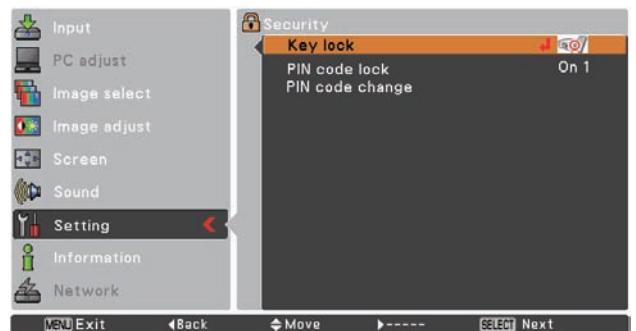 Input
PC adjust
Image select
Image adjust
Screen
Sound
Setting
Information
Network
Security
Key lock
PIN code lock On 1
PIN code change
MENU Exit Back Move ----- SELECT Next